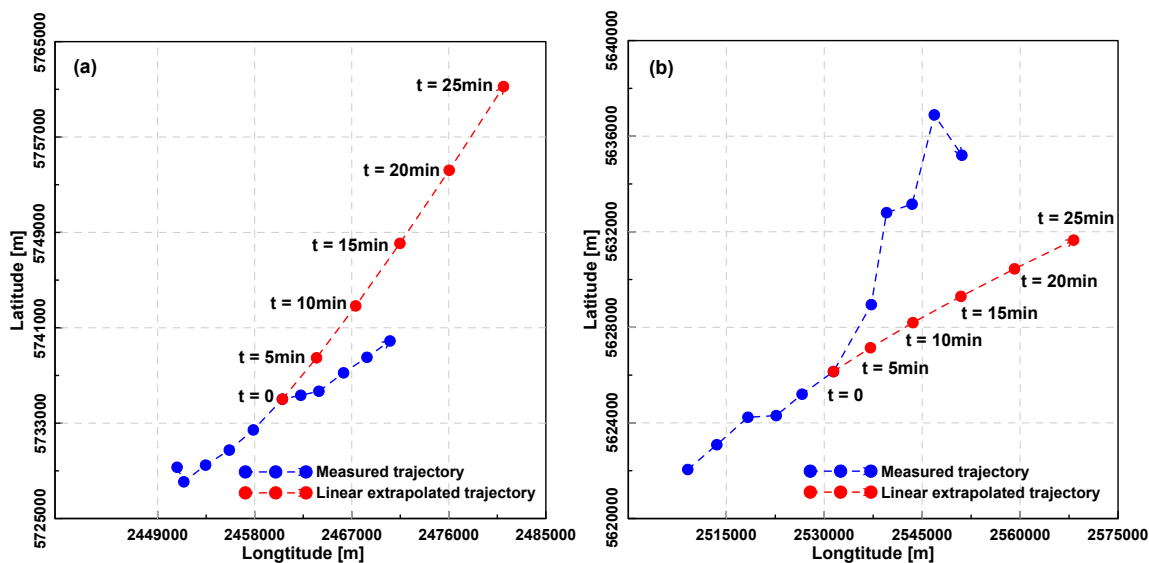 (a)
5765000
5757000
5749000
5741000
5733000
5725000
Latitude [m]
t = 25min
t = 20min
t = 15min
t = 10min
t = 5min
t = 0
Measured trajectory
Linear extrapolated trajectory
2449000 2458000 2467000 2476000 2485000
Longtitude [m]
(b)
5640000
5636000
5632000
5628000
5624000
5620000
Latitude [m]
t = 25min
t = 20min
t = 15min
t = 10min
t = 5min
t = 0
Measured trajectory
Linear extrapolated trajectory
2515000 2530000 2545000 2560000 2575000
Longtitude [m]